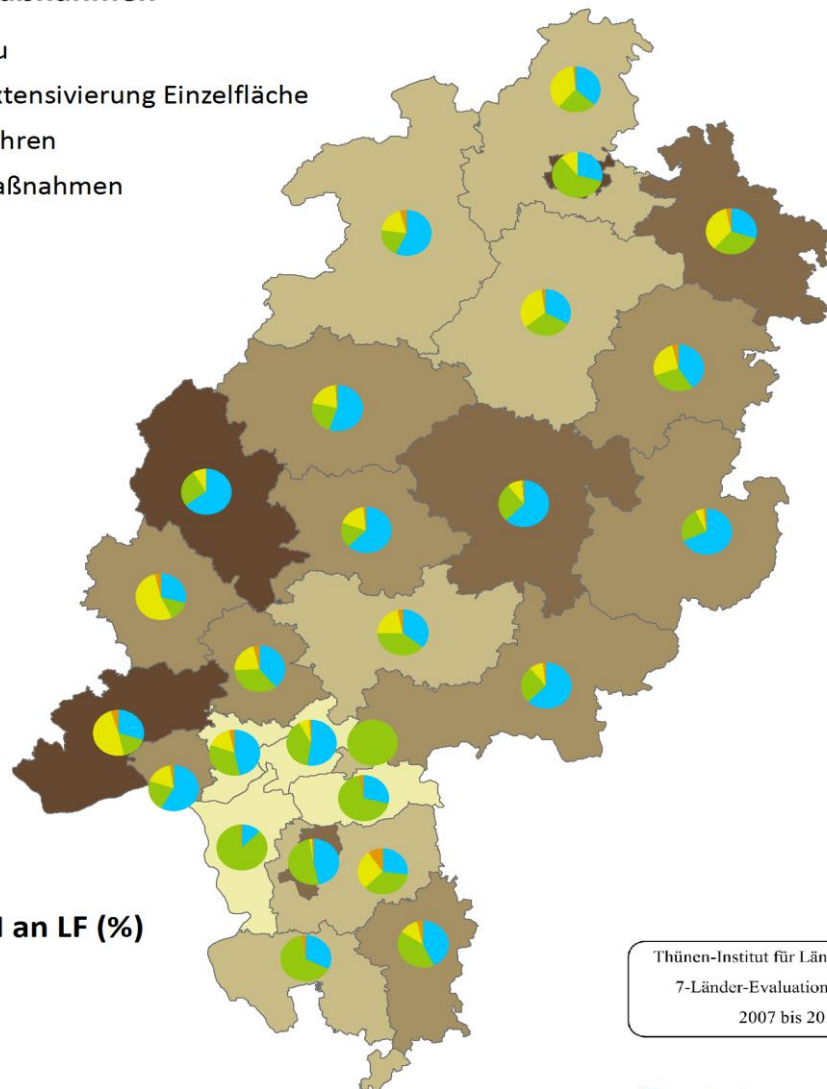 u
xtensivierung Einzelfläche
hren
aßnahmen
an LF (%)
Thünen-Institut für Län
7-Länder-Evaluation
2007 bis 20